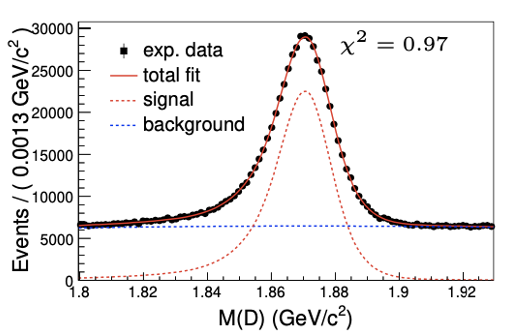 30000
25000
20000
15000
10000
5000
0
Events / ( 0.0013 GeV/c² )
exp. data
total fit
signal
background
χ² = 0.97
1.8 1.82 1.84 1.86 1.88 1.9 1.92
M(D) (GeV/c²)